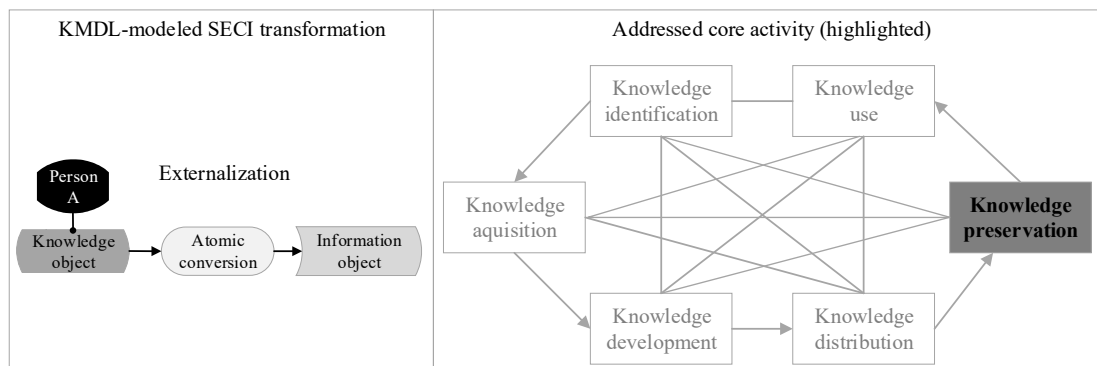 KMDL-modeled SECI transformation
Person
A
Externalization
Knowledge
object
Atomic
conversion
Information
object
Addressed core activity (highlighted)
Knowledge
identification
Knowledge
use
Knowledge
aquisition
Knowledge
preservation
Knowledge
development
Knowledge
distribution